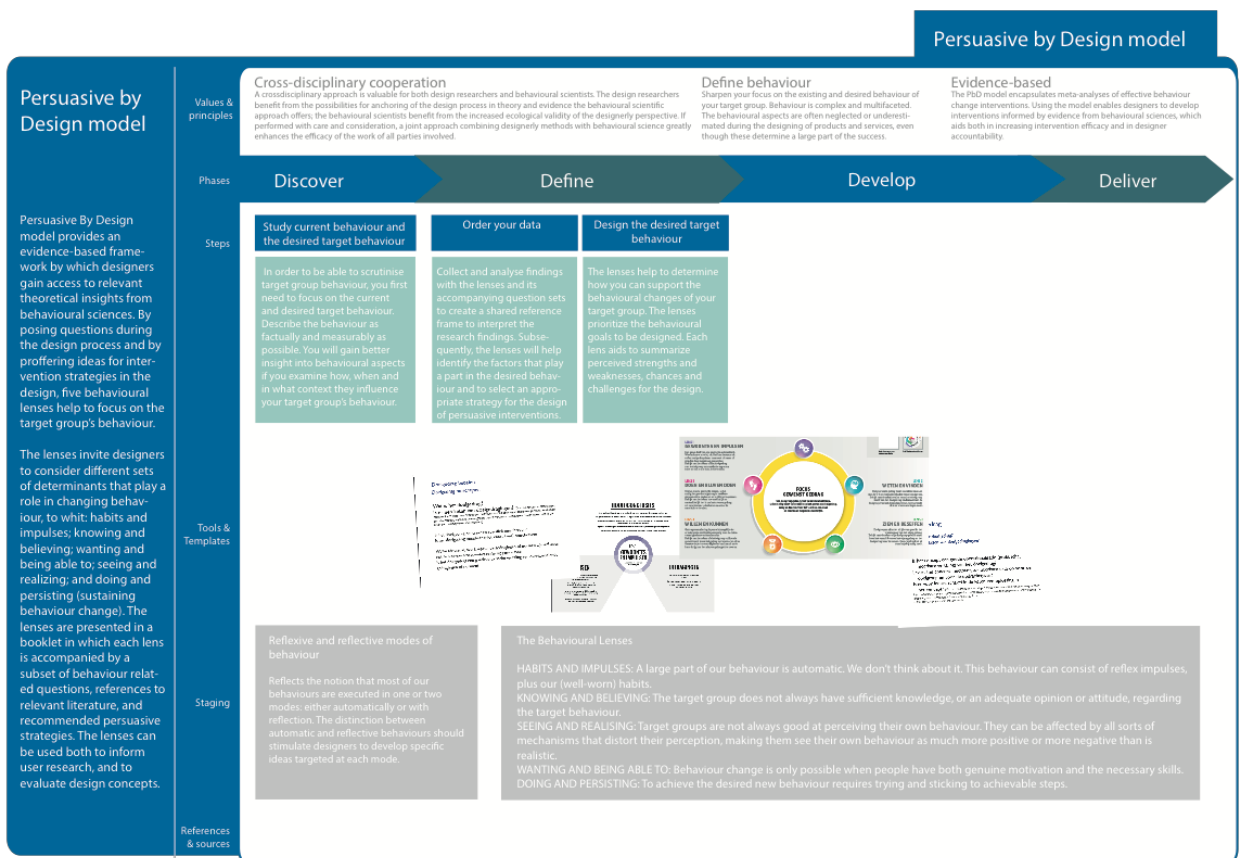 Persuasive by Design model
Persuasive by
Design model
Persuasive By Design
model provides an
evidence-based frame-
work by which designers
gain access to relevant
theoretical insights from
behavioural sciences. By
posing questions during
the design process and by
proffering ideas for inter-
vention strategies in the
design, five behavioural
lenses help to focus on the
target group's behaviour.
The lenses invite designers
to consider different sets
of determinants that play a
role in changing behav-
iour, to whit: habits and
impulses; knowing and
believing; wanting and
being able to; seeing and
realizing; and doing and
persisting (sustaining
behaviour change). The
lenses are presented in a
booklet in which each lens
is accompanied by a
subset of behaviour relat-
ed questions, references to
relevant literature, and
recommended persuasive
strategies. The lenses can
be used both to inform
user research, and to
evaluate design concepts.
Values &
principles
Cross-disciplinary cooperation
A crossdisciplinary approach is valuable for both design researchers and behavioural scientists. The design researchers
benefit from the possibilities for anchoring of the design process in theory and evidence the behavioural scientific
approach offers; the behavioural scientists benefit from the increased ecological validity of the designerly perspective. If
performed with care and consideration, a joint approach combining designerly methods with behavioural science greatly
enhances the efficacy of the work of all parties involved.
Define behaviour
Sharpen your focus on the existing and desired behaviour of
your target group. Behaviour is complex and multifaceted.
The behavioural aspects are often neglected or underesti-
mated during the designing of products and services, even
though these determine a large part of the success.
Evidence-based
The PbD model encapsulates meta-analyses of effective behaviour
change interventions. Using the model enables designers to develop
interventions informed by evidence from behavioural sciences, which
aids both in increasing intervention efficacy and in designer
accountability.
Phases
Discover
Define
Develop
Deliver
Steps
Study current behaviour and
the desired target behaviour
In order to be able to scrutinise
target group behaviour, you first
need to focus on the current
and desired target behaviour.
Describe the behaviour as
factually and measurably as
possible. You will gain better
insight into behavioural aspects
if you examine how, when and
in what context they influence
your target group's behaviour.
Order your data
Collect and analyse findings
with the lenses and its
accompanying question sets
to create a shared reference
frame to interpret the
research findings. Subse-
quently, the lenses will help
identify the factors that play
a part in the desired behav-
iour and to select an appro-
priate strategy for the design
of persuasive interventions.
Design the desired target
behaviour
The lenses help to determine
how you can support the
behavioural changes of your
target group. The lenses
prioritize the behavioural
goals to be designed. Each
lens aids to summarize
perceived strengths and
weaknesses, chances and
challenges for the design.
Tools &
Templates
FOCUS
GEWENST GEDRAG
WILLEN EN KUNNEN
ZIEN EN BESEFFEN
Staging
Reflexive and reflective modes of
behaviour
Reflects the notion that most of our
behaviours are executed in one or two
modes: either automatically or with
reflection. The distinction between
automatic and reflective behaviours should
stimulate designers to develop specific
ideas targeted at each mode.
The Behavioural Lenses
HABITS AND IMPULSES: A large part of our behaviour is automatic. We don't think about it. This behaviour can consist of reflex impulses,
plus our (well-worn) habits.
KNOWING AND BELIEVING: The target group does not always have sufficient knowledge, or an adequate opinion or attitude, regarding
the target behaviour.
SEEING AND REALISING: Target groups are not always good at perceiving their own behaviour. They can be affected by all sorts of
mechanisms that distort their perception, making them see their own behaviour as much more positive or more negative than is
realistic.
WANTING AND BEING ABLE TO: Behaviour change is only possible when people have both genuine motivation and the necessary skills.
DOING AND PERSISTING: To achieve the desired new behaviour requires trying and sticking to achievable steps.
References
& sources